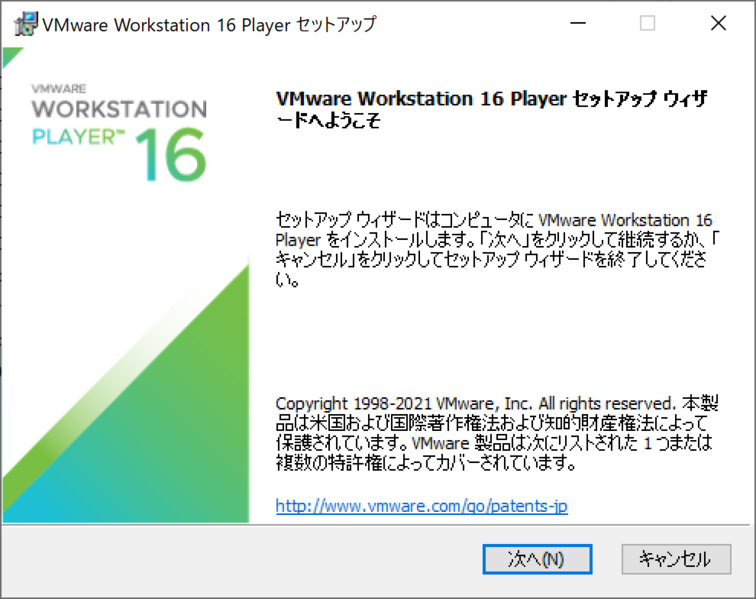 VMware Workstation 16 Player セットアップ
VMWARE
WORKSTATION
PLAYER™ 16
VMware Workstation 16 Player セットアップ ウィザ
ードへようこそ
セットアップ ウィザードはコンピュータに VMware Workstation 16
Player をインストールします。「次へ」をクリックして継続するか、「
キャンセル」をクリックしてセットアップ ウィザードを終了してくださ
い。
Copyright 1998-2021 VMware, Inc. All rights reserved. 本製
品は米国および国際著作権法および知的財産権法によって
保護されています。VMware 製品は次にリストされた 1 つまたは
複数の特許権によってカバーされています。
http://www.vmware.com/go/patents-jp
次へ(N)
キャンセル